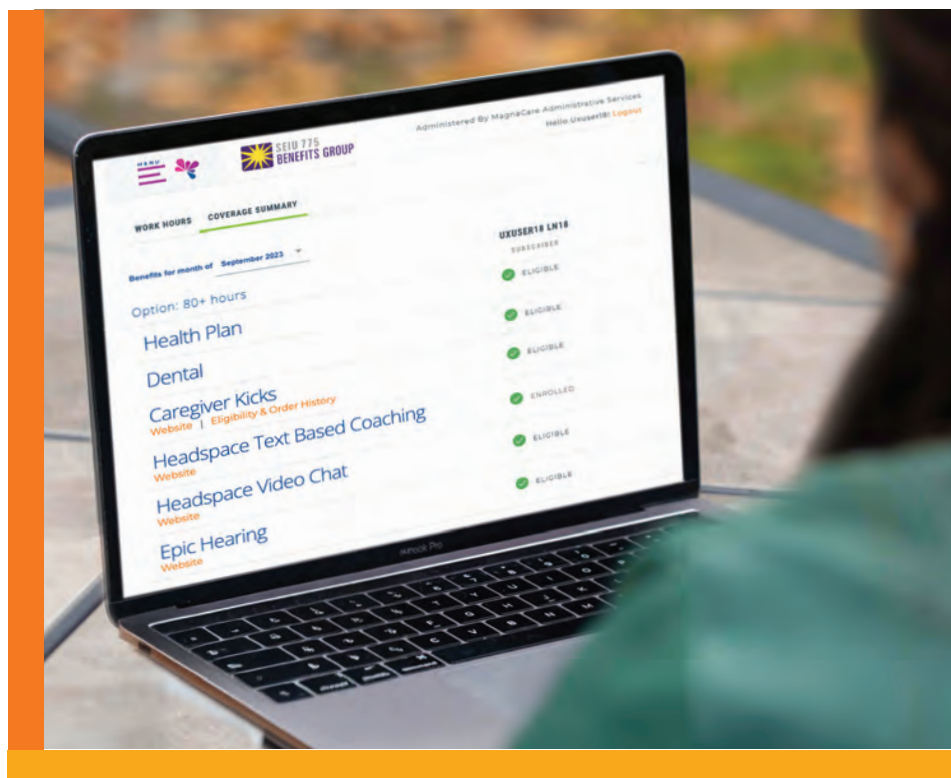 MENU
SEIU 775
BENEFITS GROUP
Administered By MagnaCare Administrative Services
Hello Uxuser18! Logout
WORK HOURS COVERAGE SUMMARY
Benefits for month of September 2023
UXUSER18 LN18
SUBSCRIBER
Option: 80+ hours
Health Plan ELIGIBLE
Dental ELIGIBLE
Caregiver Kicks ELIGIBLE
Website | Eligibility & Order History
Headspace Text Based Coaching ENROLLED
Website
Headspace Video Chat ELIGIBLE
Website
Epic Hearing ELIGIBLE
Website